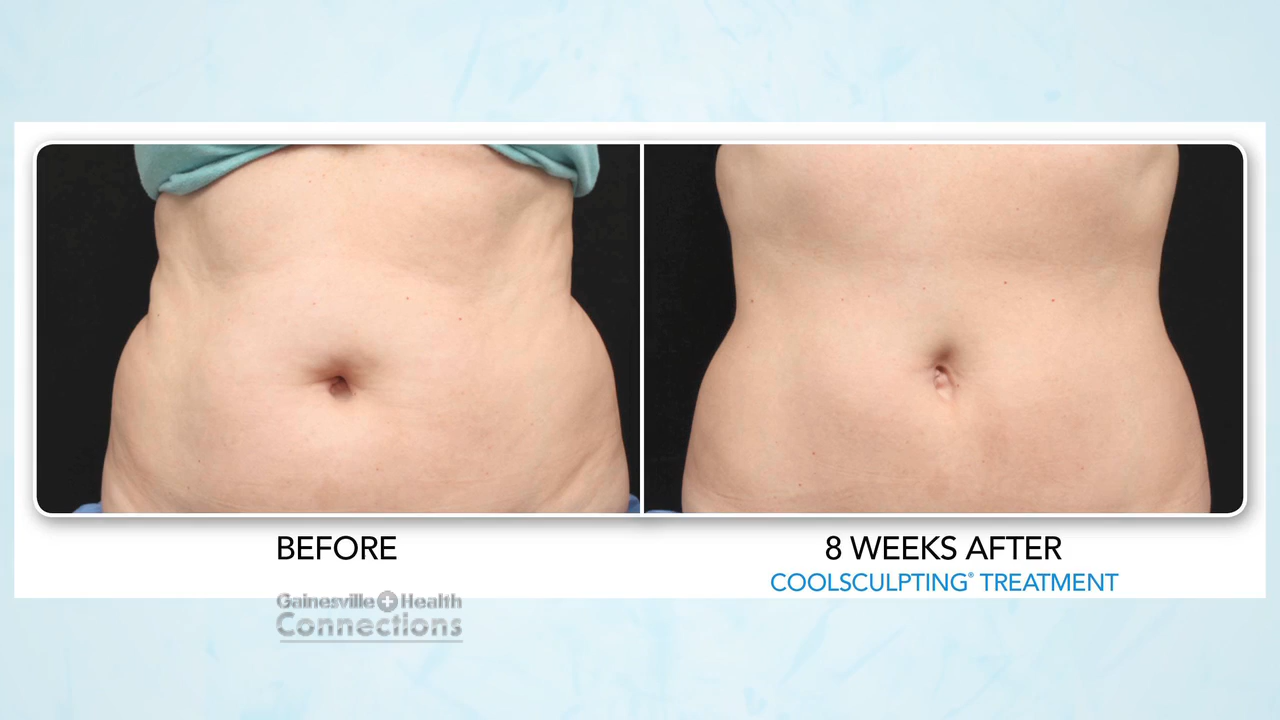 BEFORE
8 WEEKS AFTER
COOLSCULPTING® TREATMENT
Gainesville Health
Connections